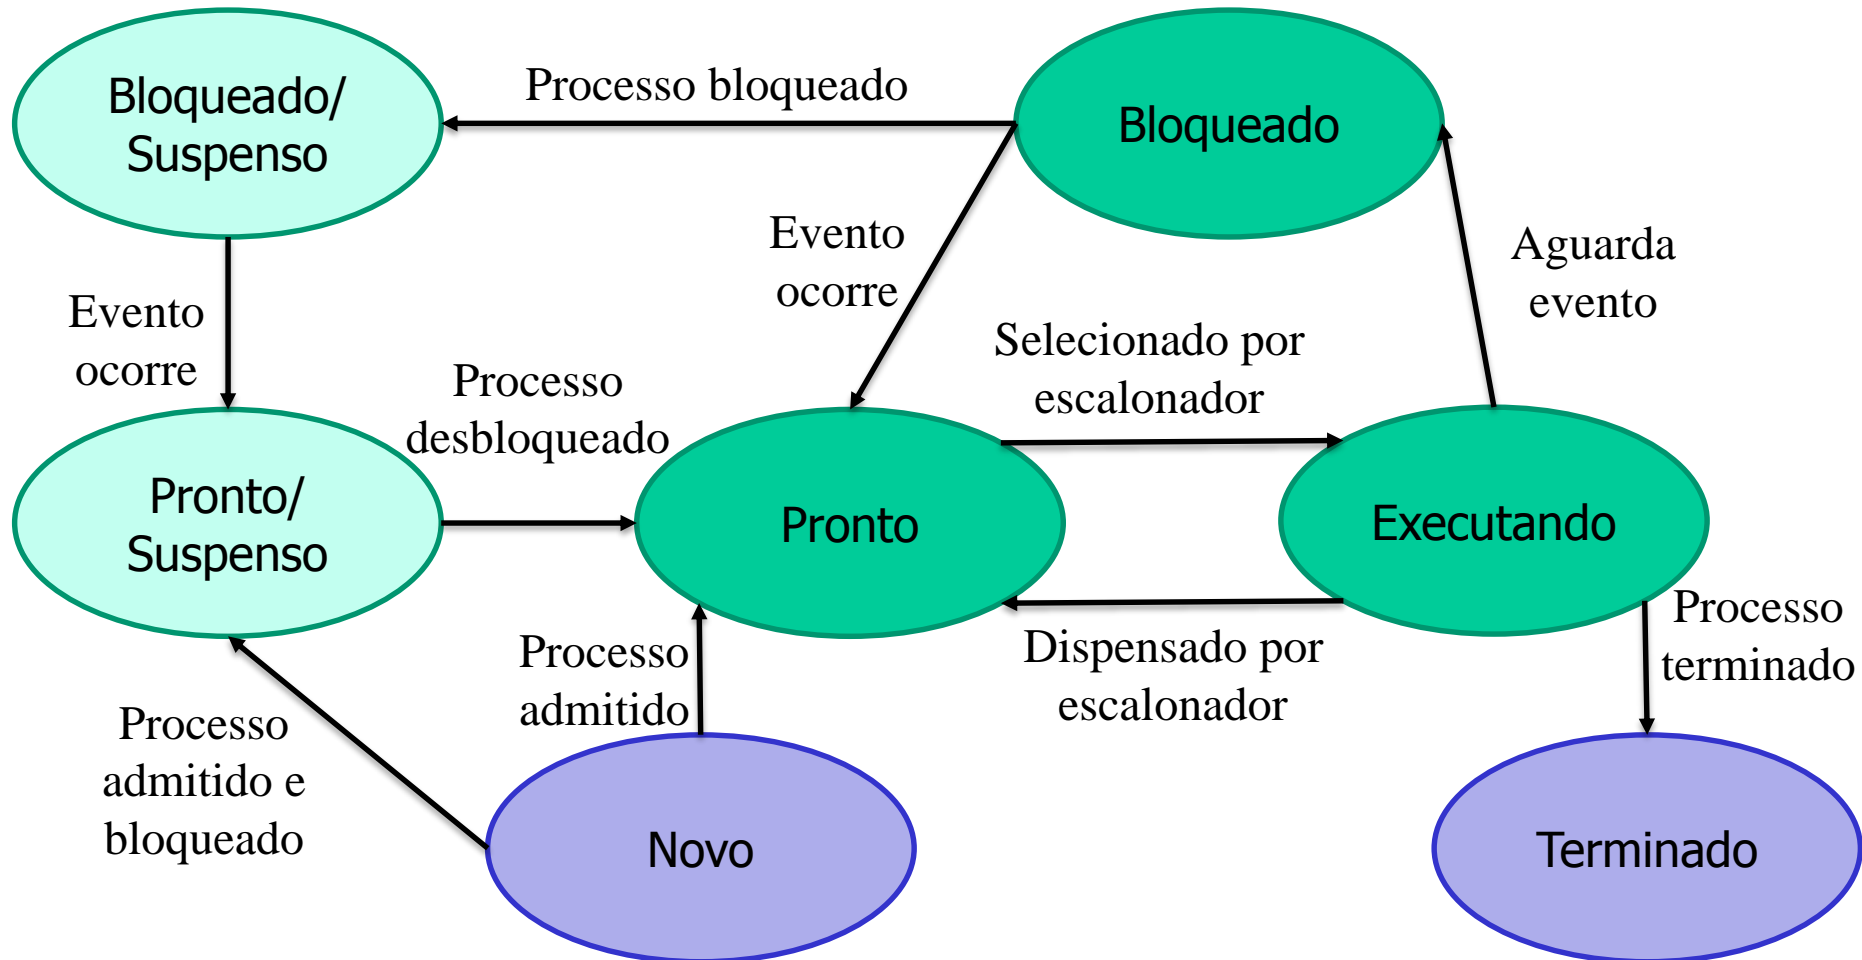 Bloqueado/
Suspenso
Processo bloqueado
Bloqueado
Evento
ocorre
Aguarda
evento
Evento
ocorre
Processo
desbloqueado
Selecionado por
escalonador
Pronto/
Suspenso
Pronto
Executando
Processo
admitido
Dispensado por
escalonador
Processo
terminado
Processo
admitido e
bloqueado
Novo
Terminado